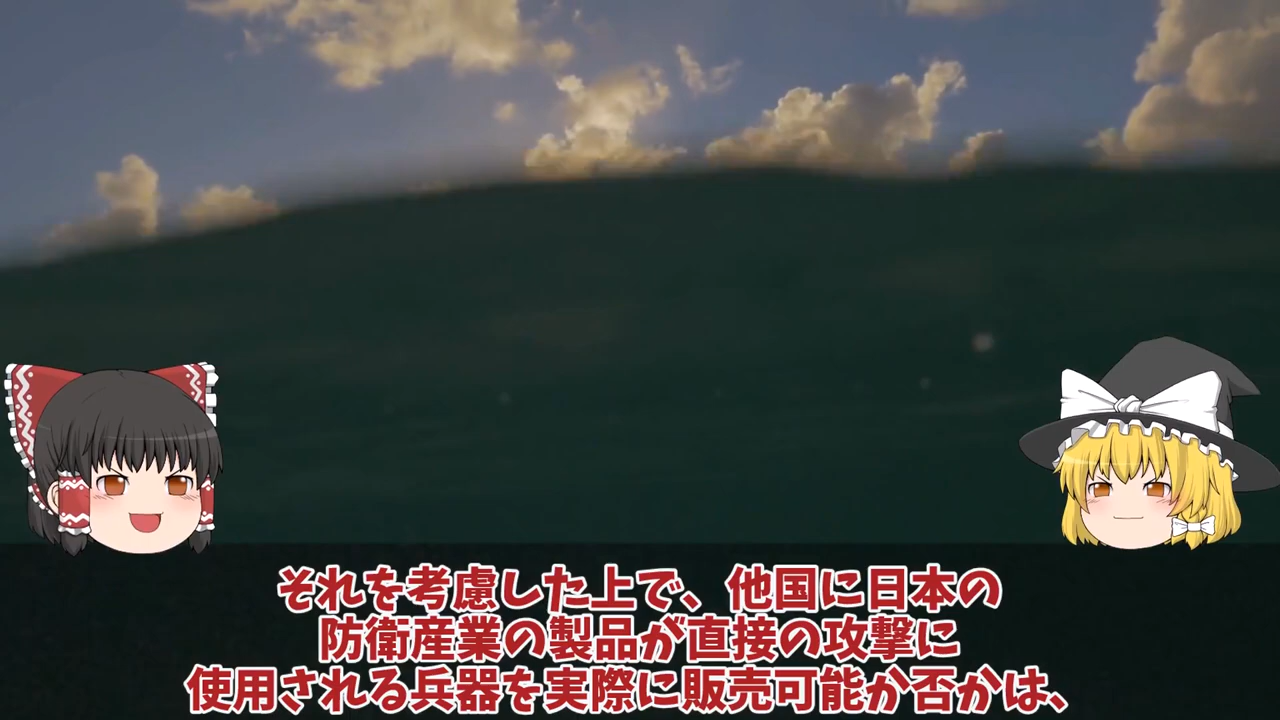 それを考慮した上で、他国に日本の
防衛産業の製品が直接の攻撃に
使用される兵器を実際に販売可能か否かは、